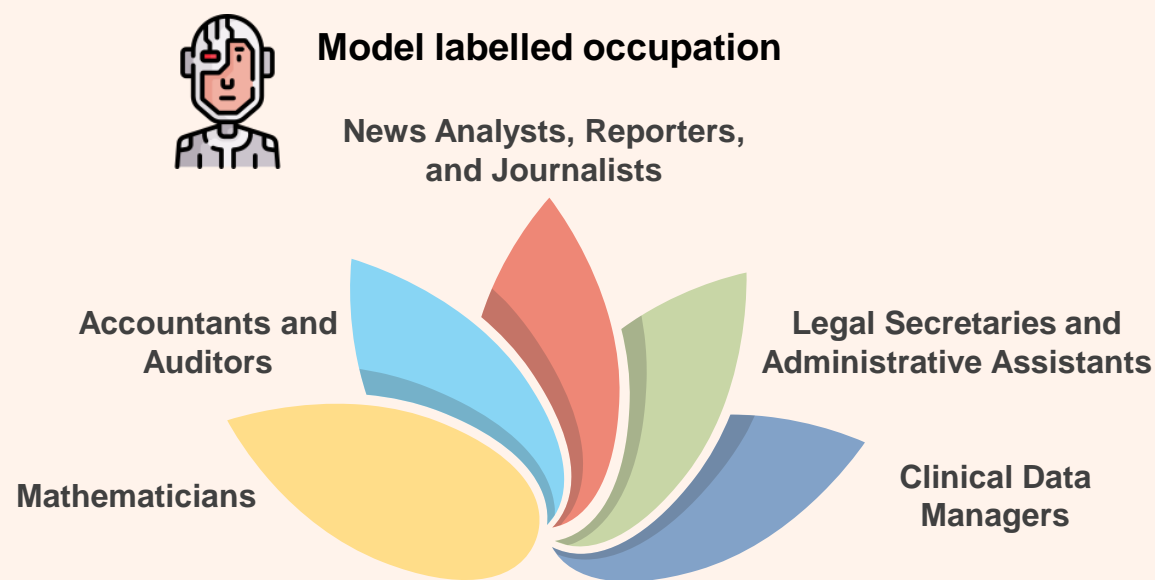 Model labelled occupation
News Analysts, Reporters,
and Journalists
Accountants and
Auditors
Legal Secretaries and
Administrative Assistants
Mathematicians
Clinical Data
Managers